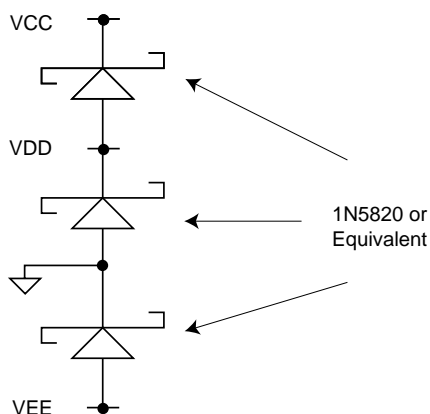 VCC
VDD
1N5820 or
Equivalent
VEE